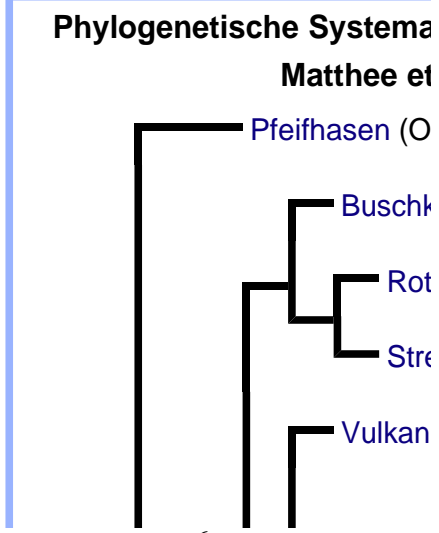 Phylogenetische Systema
Matthee et
Pfeifhasen (O
Buschk
Rot
Stre
Vulkan